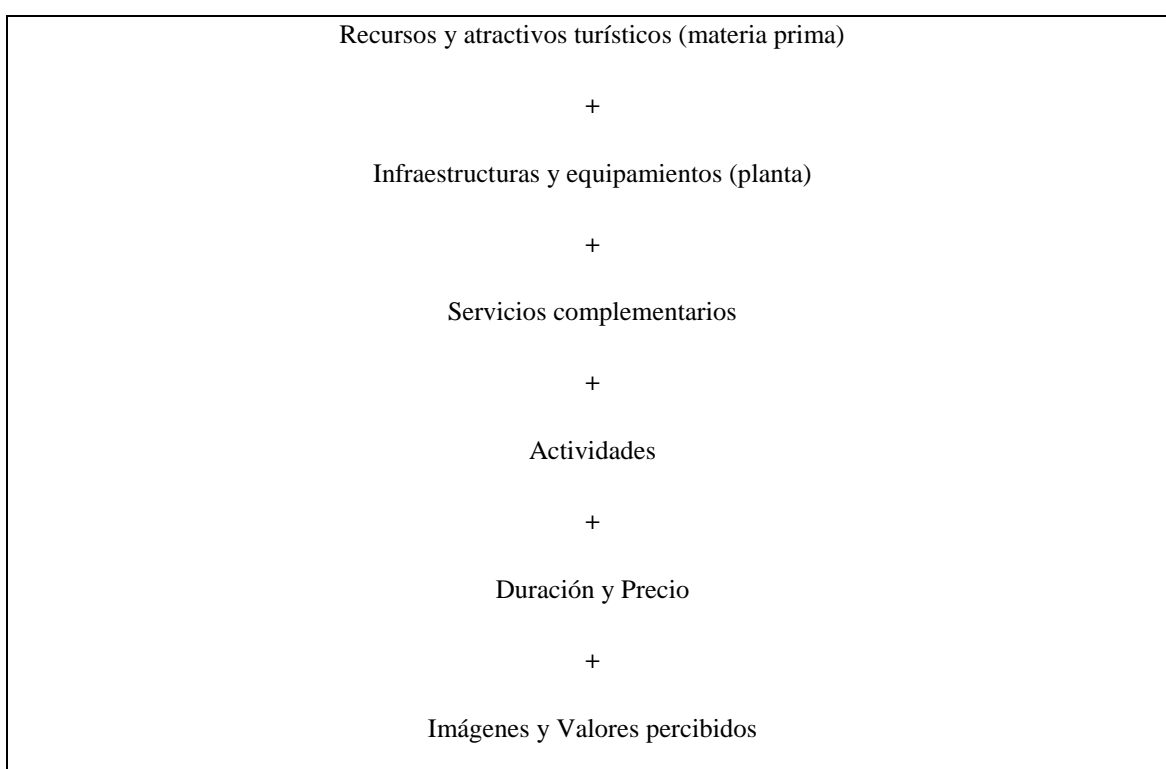 Recursos y atractivos turísticos (materia prima)
+
Infraestructuras y equipamientos (planta)
+
Servicios complementarios
+
Actividades
+
Duración y Precio
+
Imágenes y Valores percibidos